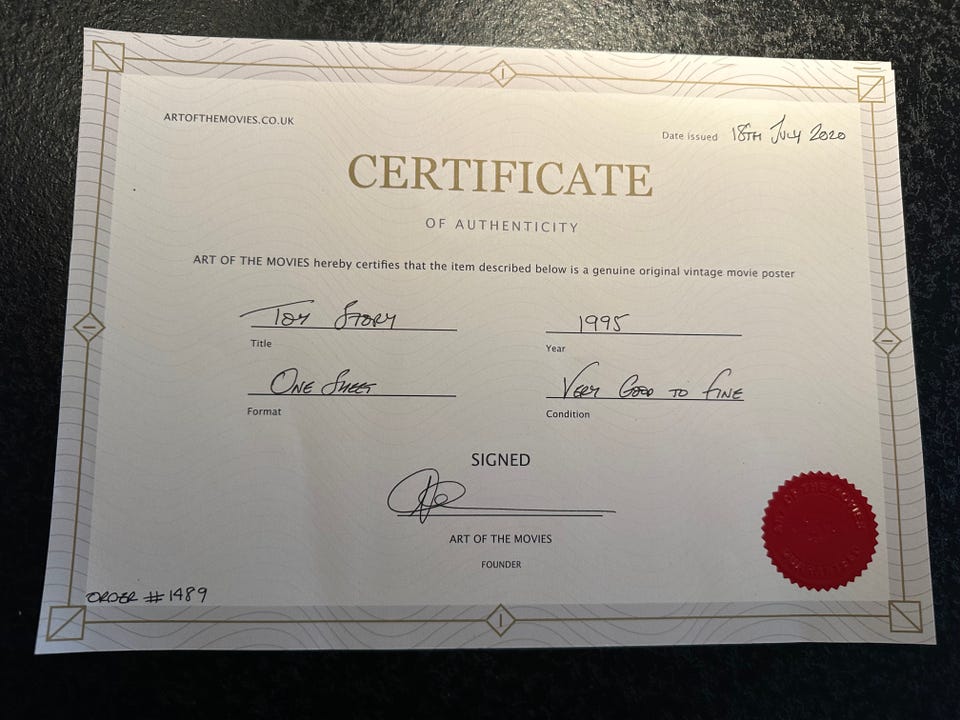 ARTOFTHEMOVIES.CO.UK
Date issued 18TH JULY 2020
CERTIFICATE
OF AUTHENTICITY
ART OF THE MOVIES hereby certifies that the item described below is a genuine original vintage movie poster
TOY STORY
Title
1995
Year
ONE SHEET
Format
VERY GOOD TO FINE
Condition
SIGNED
ART OF THE MOVIES
FOUNDER
ORDER #1489